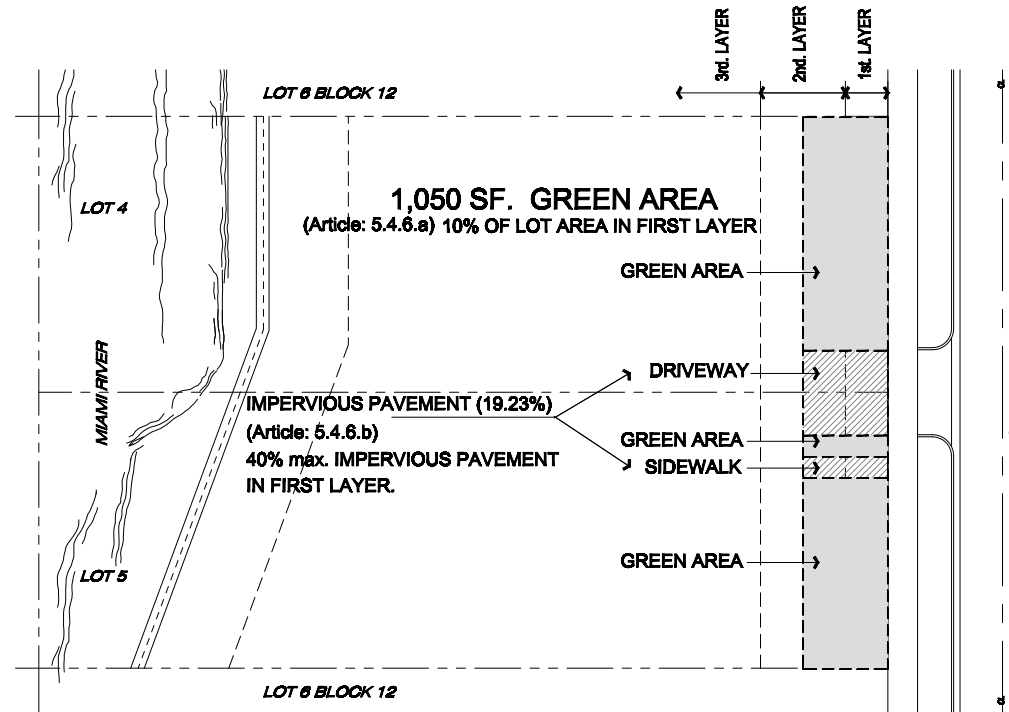 3rd. LAYER
2nd. LAYER
1st. LAYER
LOT 6 BLOCK 12
LOT 4
1,050 SF. GREEN AREA
(Article: 5.4.6.a) 10% OF LOT AREA IN FIRST LAYER
GREEN AREA
MIAMI RIVER
DRIVEWAY
IMPERVIOUS PAVEMENT (19.23%)
(Article: 5.4.6.b)
40% max. IMPERVIOUS PAVEMENT
IN FIRST LAYER.
GREEN AREA
SIDEWALK
GREEN AREA
LOT 5
LOT 6 BLOCK 12